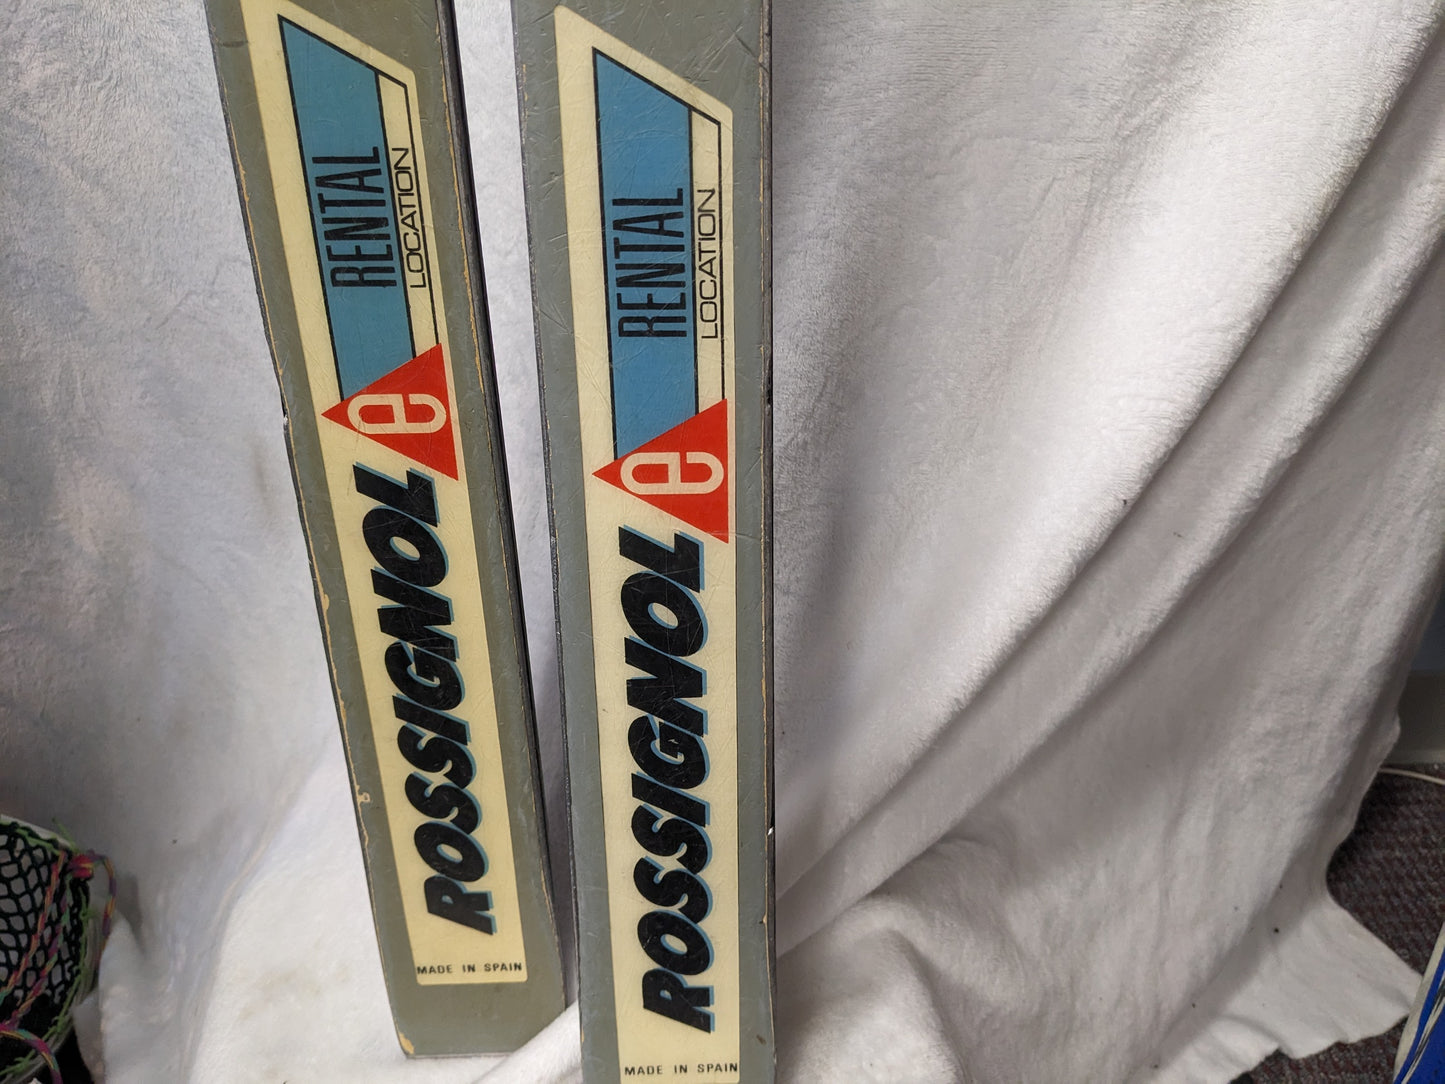 RENTAL
LOCATION
e
ROSSIGNOL
MADE IN SPAIN
RENTAL
LOCATION
e
ROSSIGNOL
MADE IN SPAIN